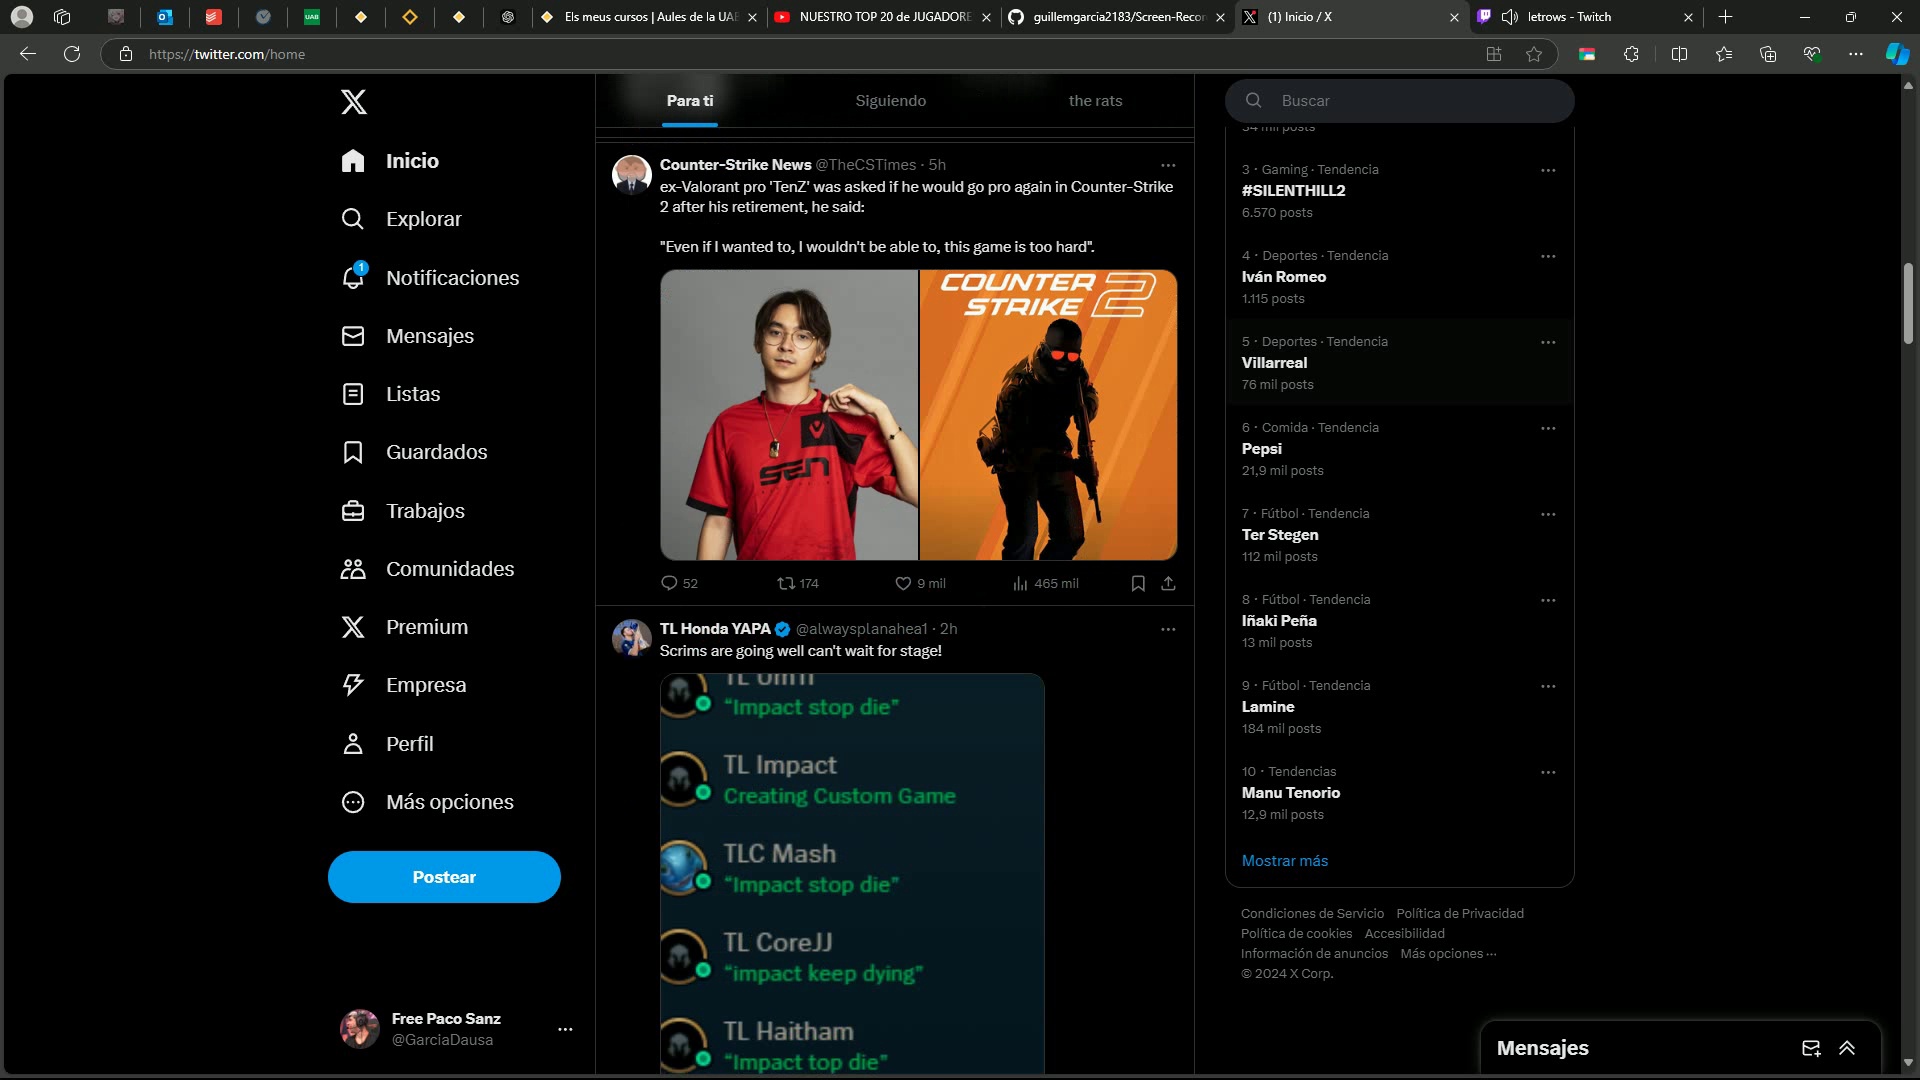 UAB
Els meus cursos | Aules de la UAB
NUESTRO TOP 20 de JUGADORE
guillemgarcia2183/Screen-Recor
(1) Inicio / X
letrows - Twitch
https://twitter.com/home
Inicio
Explorar
1
Notificaciones
Mensajes
Listas
Guardados
Trabajos
Comunidades
Premium
Empresa
Perfil
Más opciones
Postear
Free Paco Sanz
@GarciaDausa
Para ti
Siguiendo
the rats
Counter-Strike News @TheCSTimes · 5h
ex-Valorant pro 'TenZ' was asked if he would go pro again in Counter-Strike
2 after his retirement, he said:
"Even if I wanted to, I wouldn't be able to, this game is too hard".
SEN
COUNTER
STRIKE 2
52
174
9 mil
465 mil
TL Honda YAPA @alwaysplanahea1 · 2h
Scrims are going well can't wait for stage!
"Impact stop die"
TL Impact
Creating Custom Game
TLC Mash
"Impact stop die"
TL CoreJJ
"impact keep dying"
TL Haitham
"Impact top die"
Buscar
34 mil posts
3 · Gaming · Tendencia
#SILENTHILL2
6.570 posts
4 · Deportes · Tendencia
Iván Romeo
1.115 posts
5 · Deportes · Tendencia
Villarreal
76 mil posts
6 · Comida · Tendencia
Pepsi
21,9 mil posts
7 · Fútbol · Tendencia
Ter Stegen
112 mil posts
8 · Fútbol · Tendencia
Iñaki Peña
13 mil posts
9 · Fútbol · Tendencia
Lamine
184 mil posts
10 · Tendencias
Manu Tenorio
12,9 mil posts
Mostrar más
Condiciones de Servicio Política de Privacidad
Política de cookies Accesibilidad
Información de anuncios Más opciones ···
© 2024 X Corp.
Mensajes